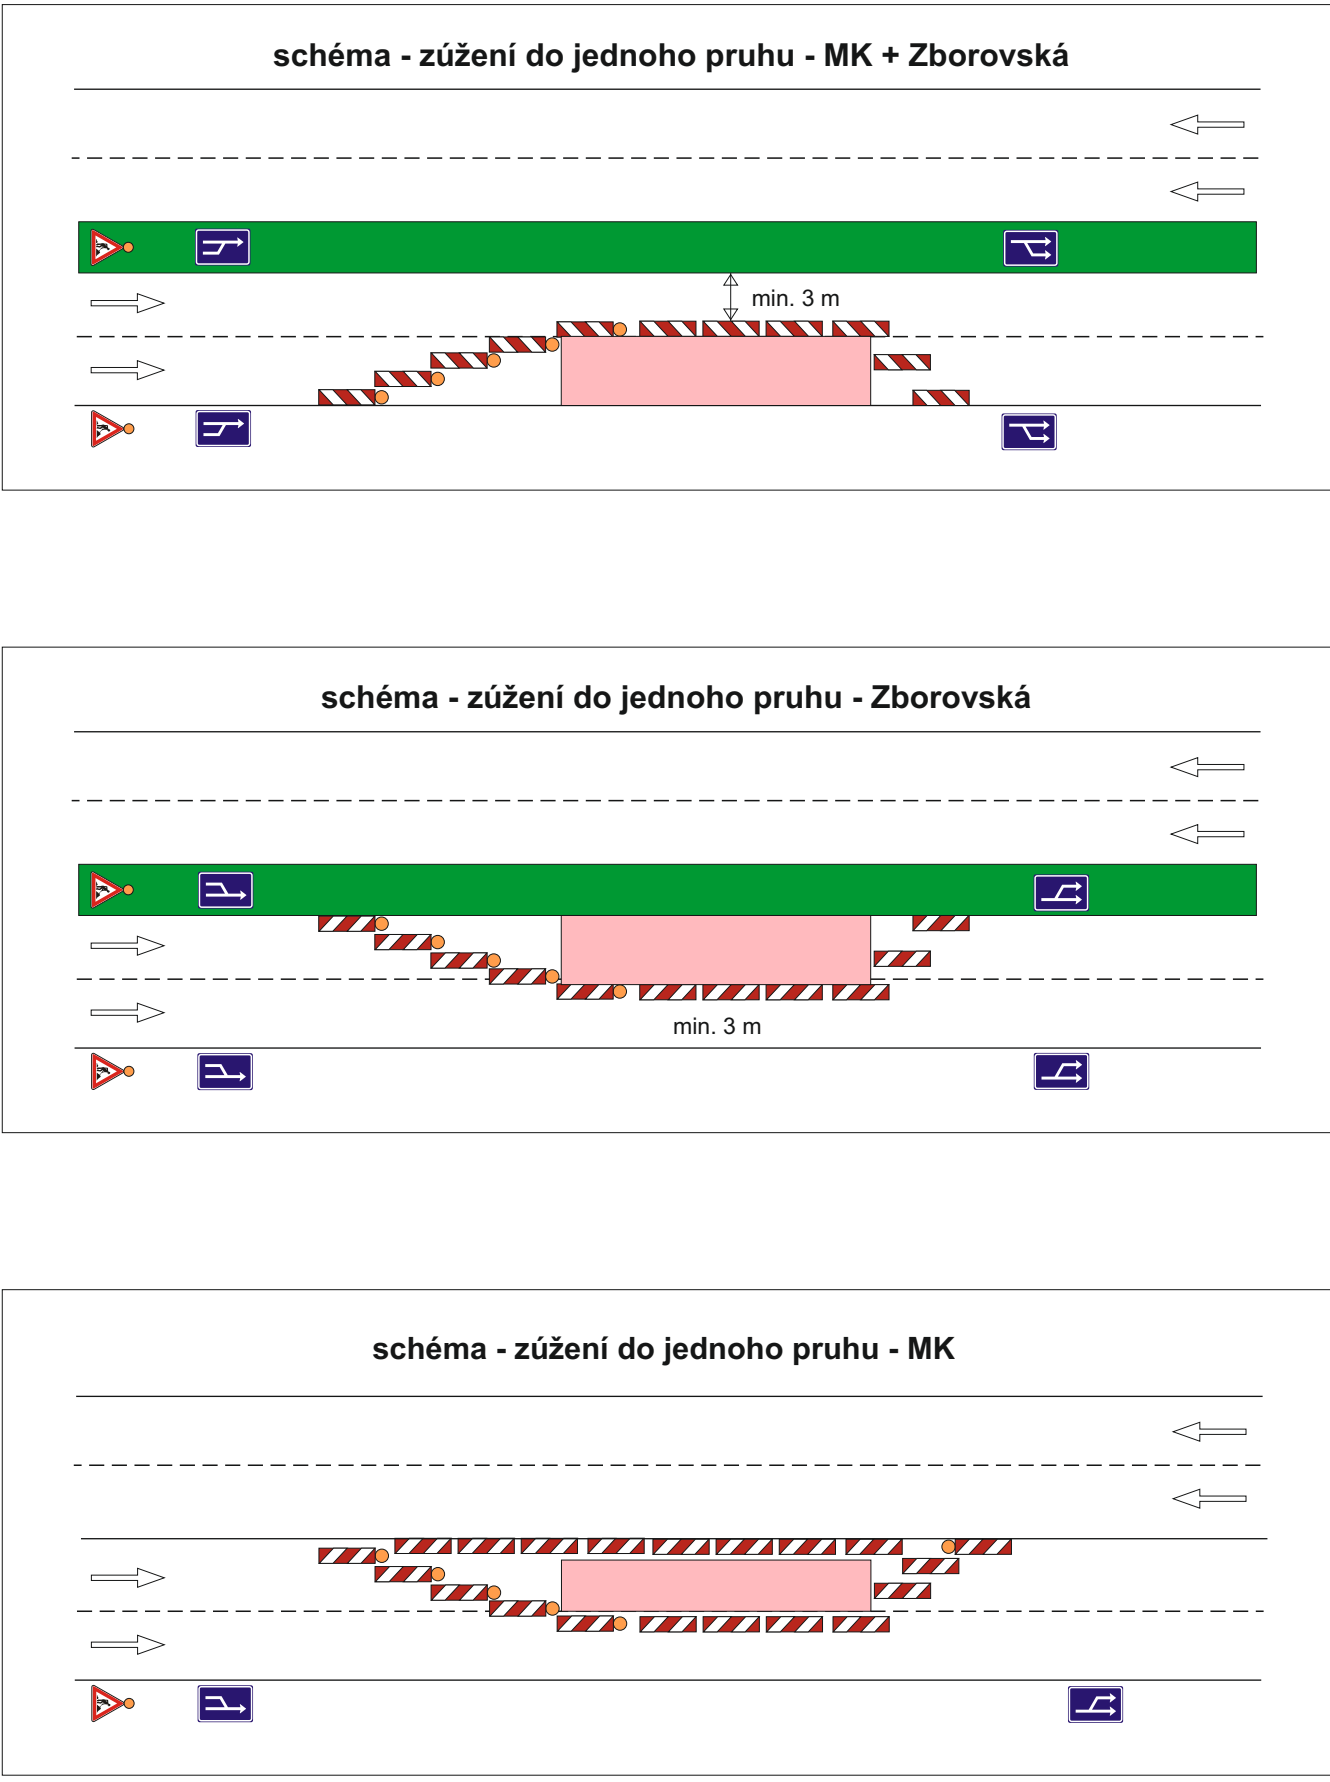 schéma - zúžení do jednoho pruhu - MK + Zborovská
min. 3 m
schéma - zúžení do jednoho pruhu - Zborovská
min. 3 m
schéma - zúžení do jednoho pruhu - MK